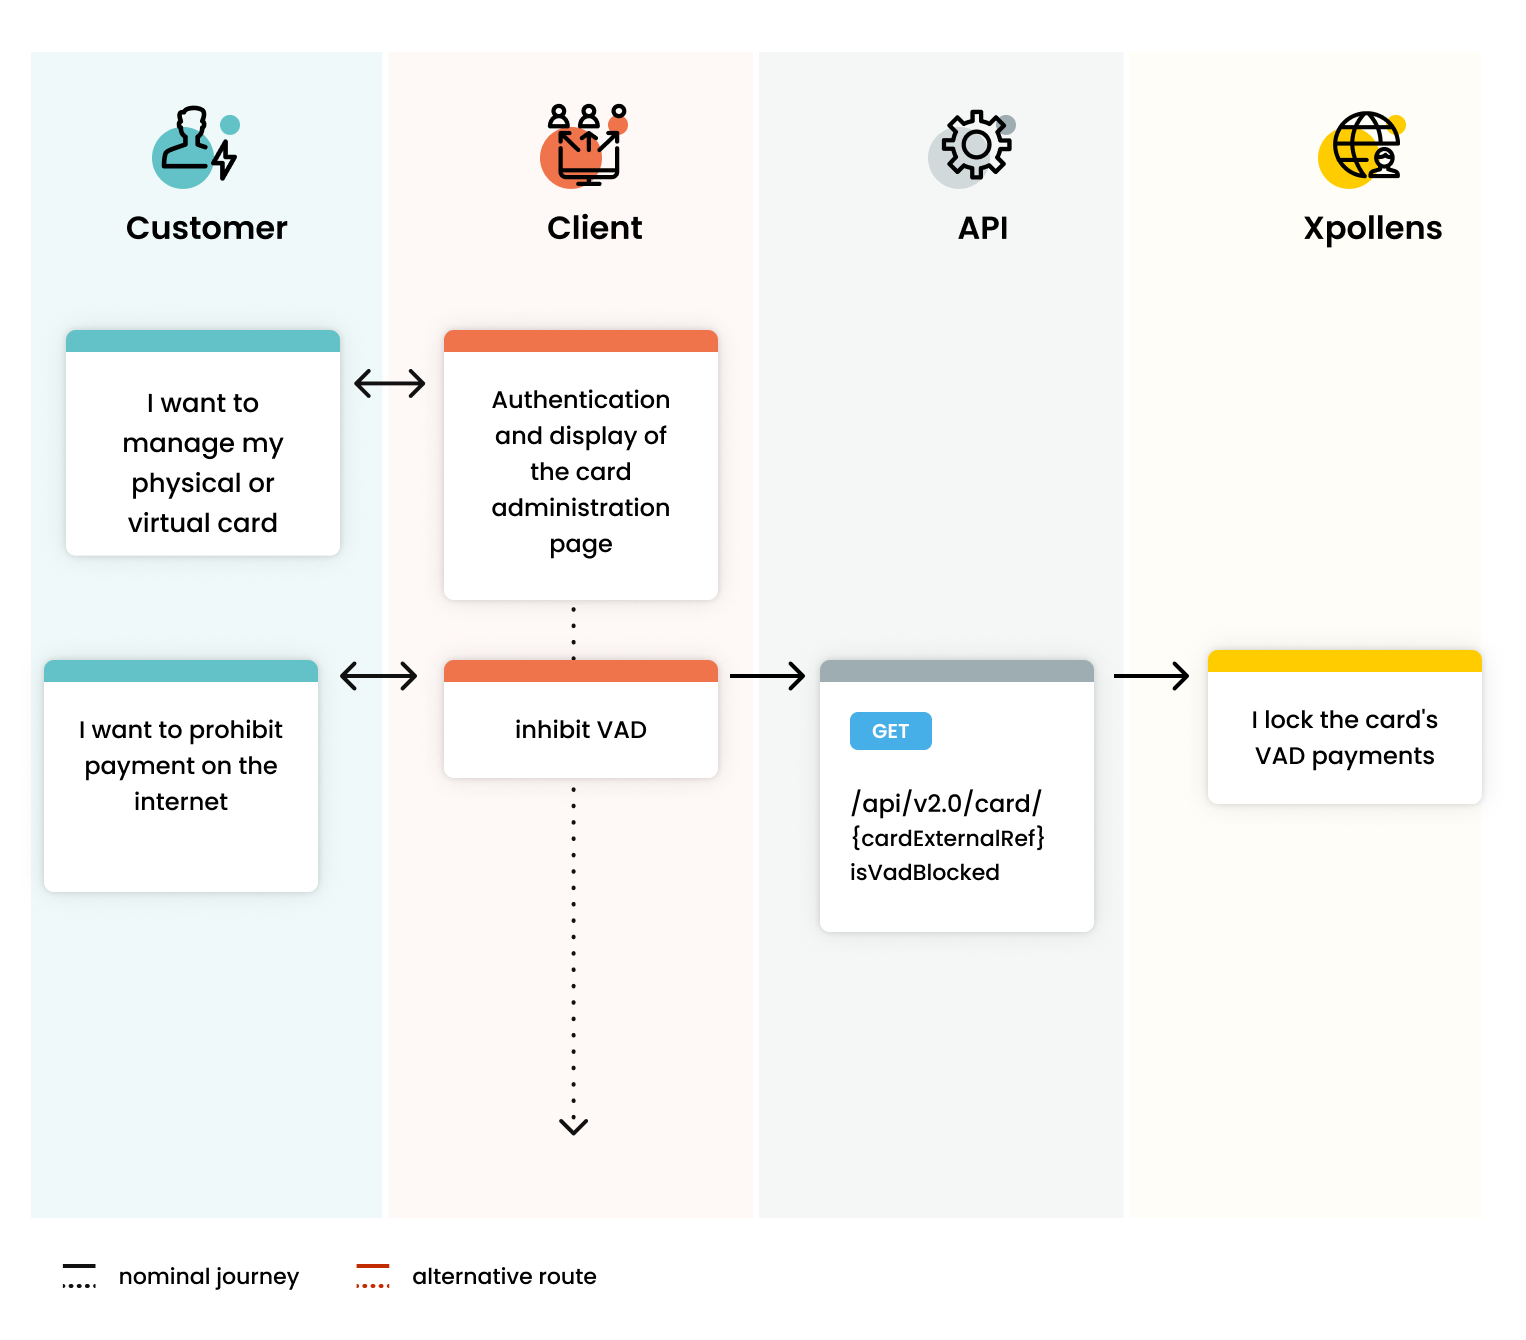 Customer
Client
API
Xpollens
I want to
manage my
physical or
virtual card
Authentication
and display of
the card
administration
page
I want to prohibit
payment on the
internet
inhibit VAD
GET
/api/v2.0/card/
{cardExternalRef}
isVadBlocked
I lock the card's
VAD payments
nominal journey
alternative route